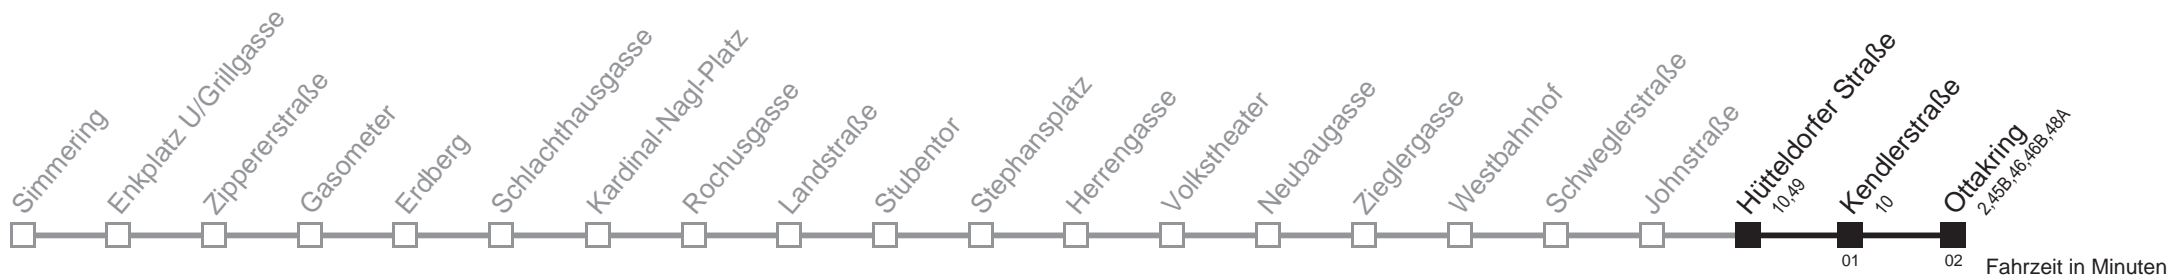 Simmering
Enkplatz U/Grillgasse
Zippererstraße
Gasometer
Erdberg
Schlachthausgasse
Kardinal-Nagl-Platz
Rochusgasse
Landstraße
Stubentor
Stephansplatz
Herrengasse
Volkstheater
Neubaugasse
Zieglergasse
Westbahnhof
Schweglerstraße
Johnstraße
Hütteldorfer Straße
10,49
Kendlerstraße
10
Ottakring
2,45B,46,46B,48A
01
02
Fahrzeit in Minuten